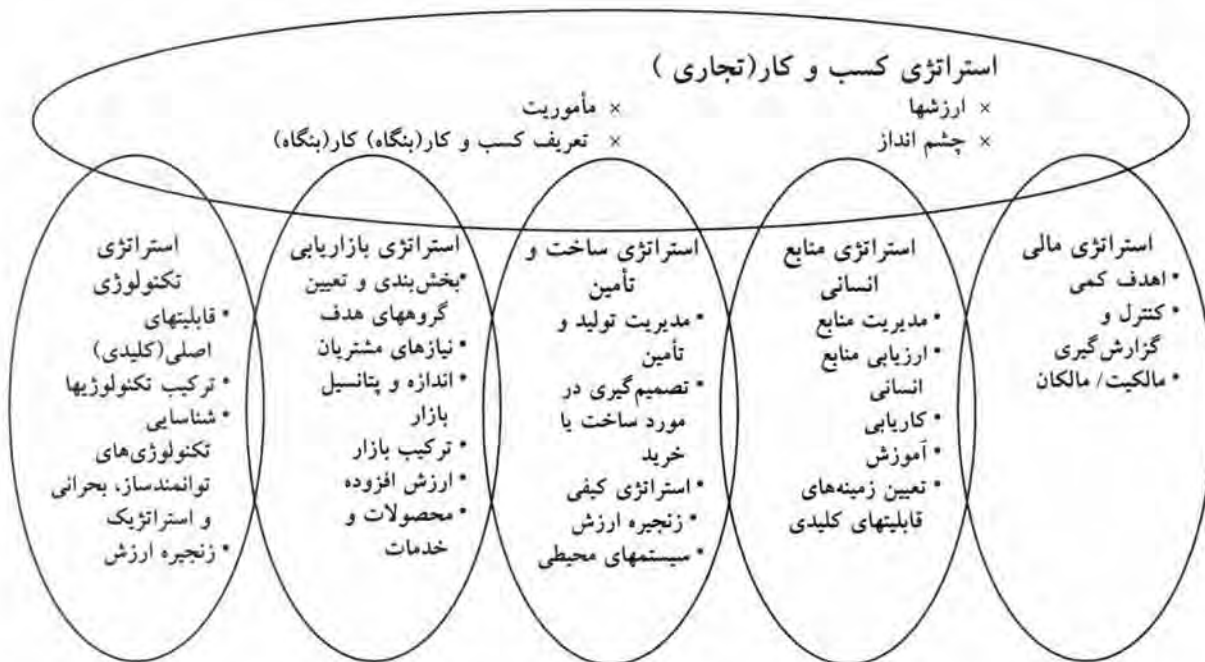 استراتژی کسب و کار(تجاری )
× ارزشها
× مأموریت
× چشم انداز
× تعریف کسب و کار(بنگاه) کار(بنگاه)
استراتژی مالی
• اهدف کمی
• کنترل و
گزارش‌گیری
• مالکیت/ مالکان
استراتژی منابع
انسانی
• مدیریت منابع
• ارزیابی منابع
انسانی
• کاریابی
• آموزش
• تعیین زمینه‌های
قابلیتهای کلیدی
استراتژی ساخت و
تأمین
• مدیریت تولید و
تأمین
• تصمیم‌گیری در
مورد ساخت یا
خرید
• استراتژی کیفی
• زنجیره ارزش
• سیستمهای محیطی
استراتژی بازاریابی
• بخش‌بندی و تعیین
گروههای هدف
• نیازهای مشتریان
• اندازه و پتانسیل
بازار
• ترکیب بازار
• ارزش افزوده
• محصولات و
خدمات
استراتژی
تکنولوژی
• قابلیتهای
اصلی(کلیدی)
• ترکیب تکنولوژیها
• شناسایی
تکنولوژی‌های
توانمندساز، بحرانی
و استراتژیک
• زنجیره ارزش